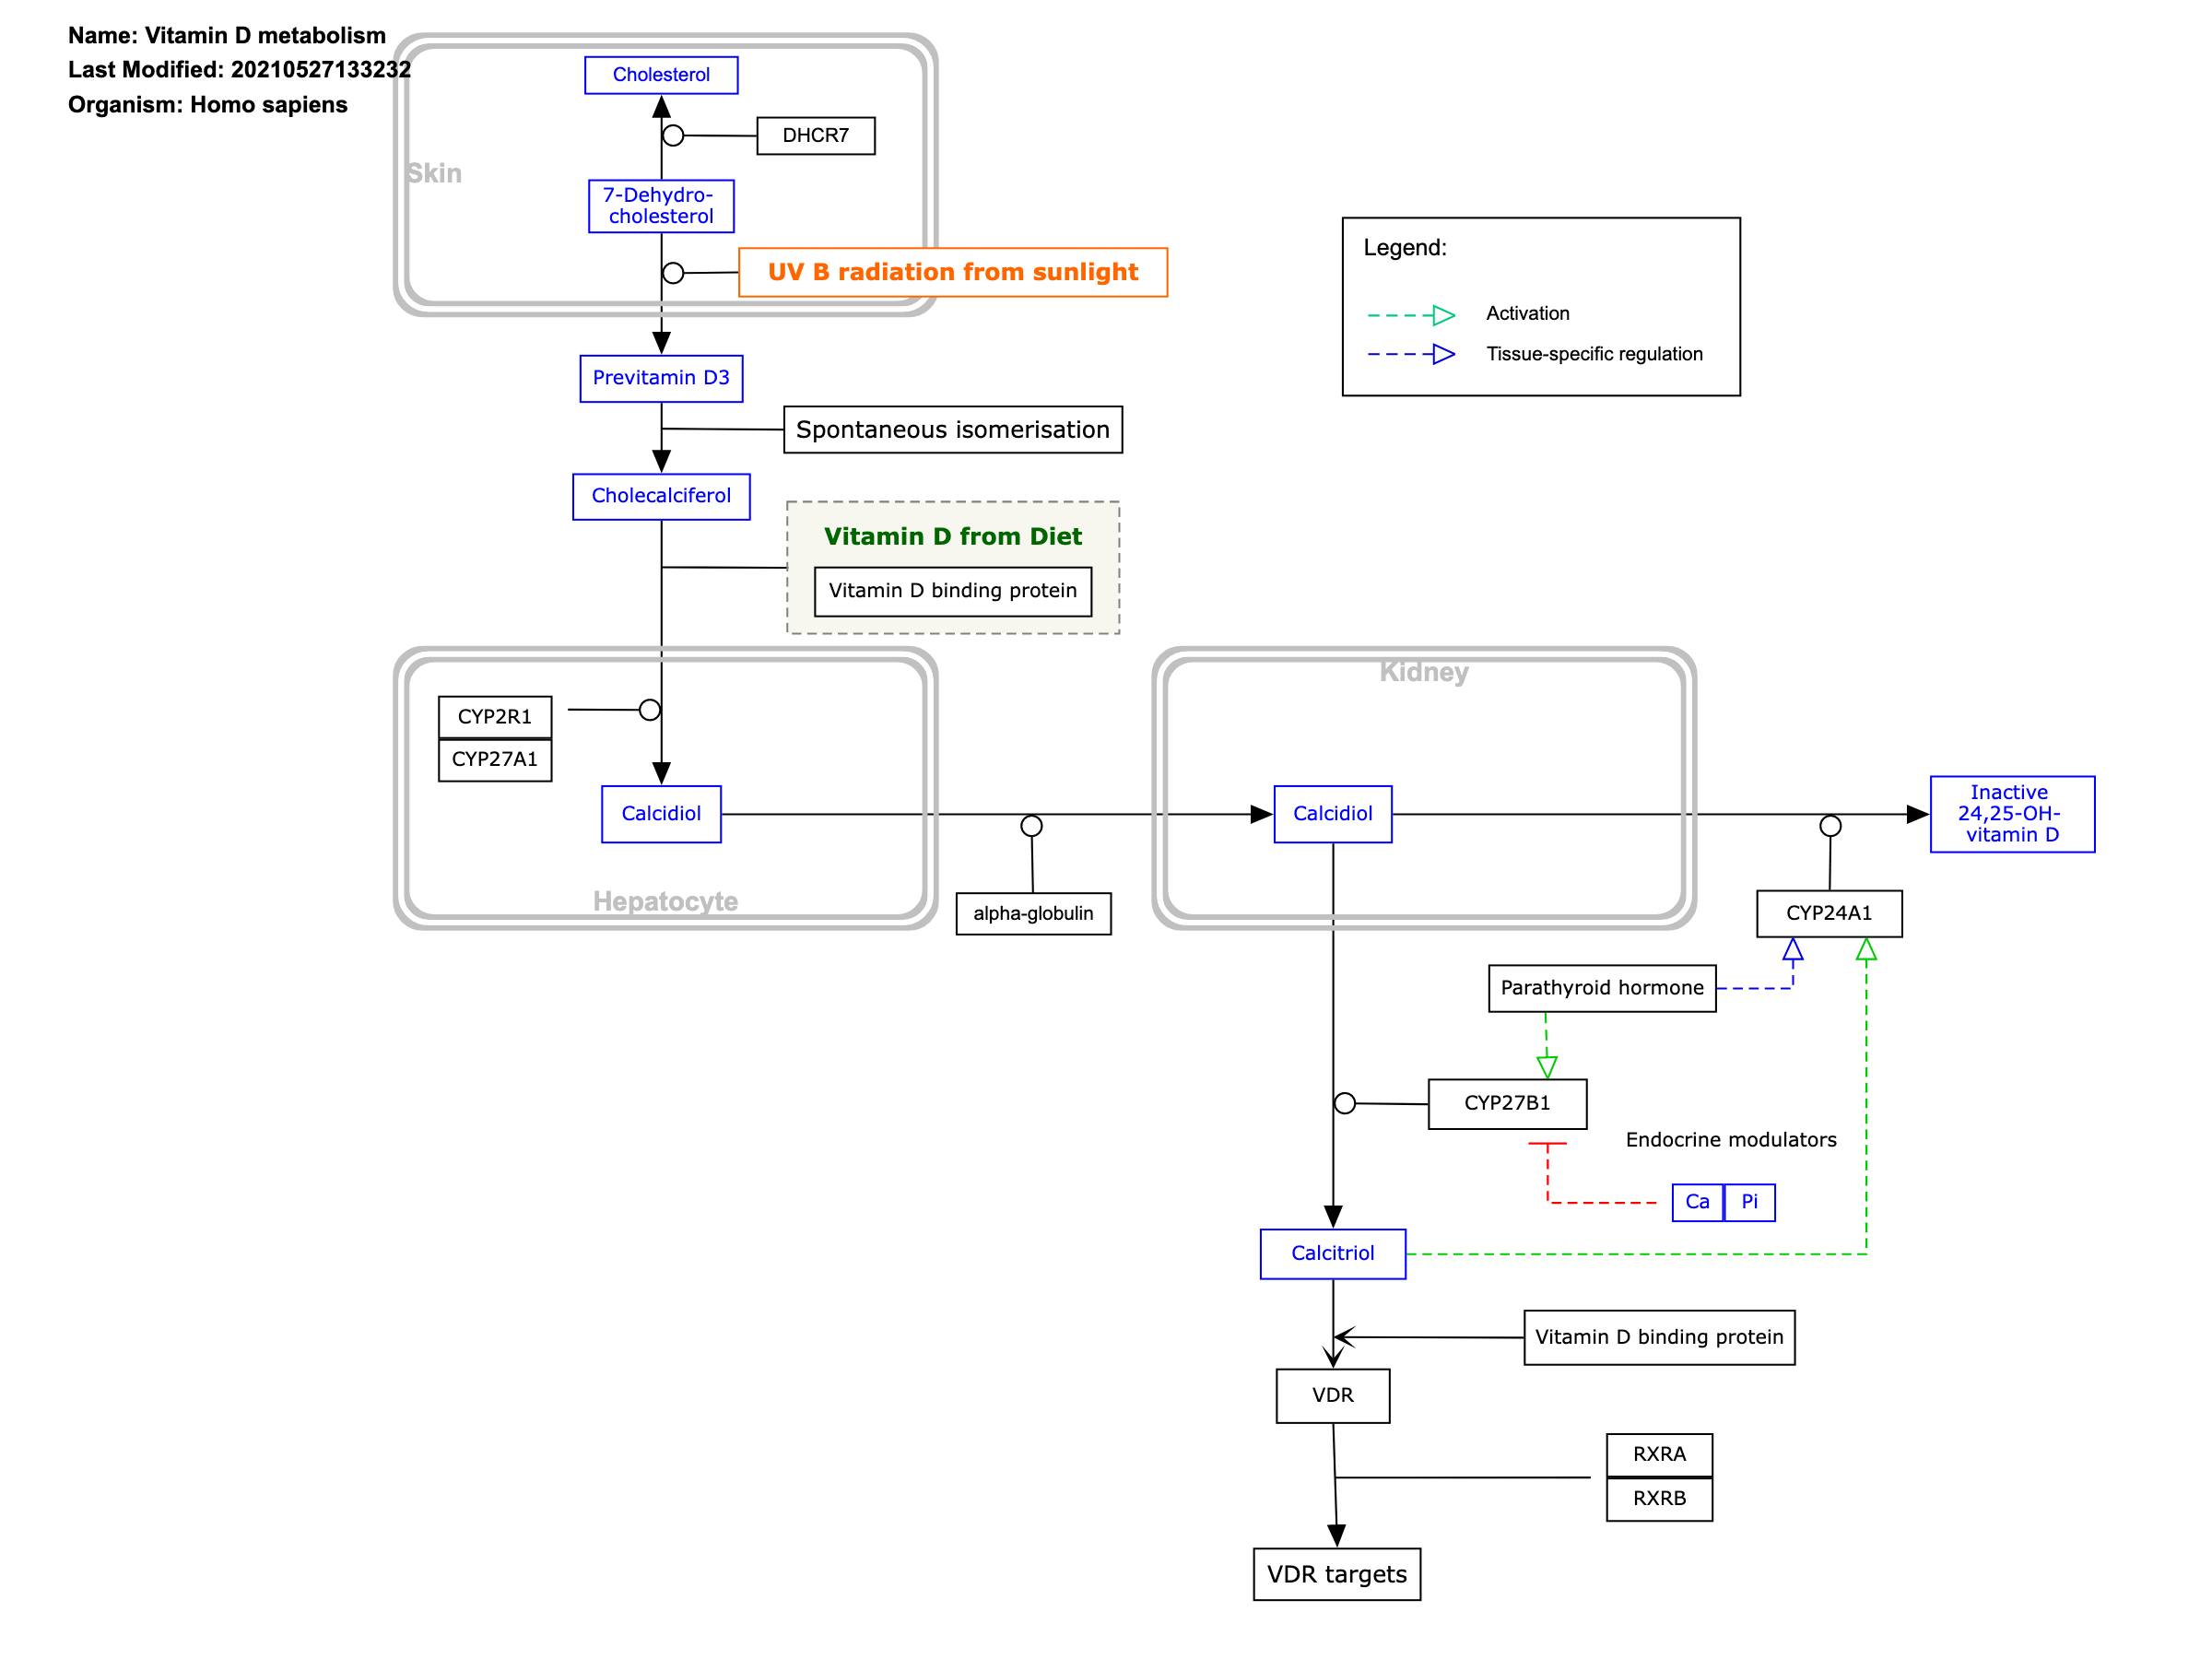 Name: Vitamin D metabolism
Last Modified: 20210527133232
Organism: Homo sapiens
Cholesterol
DHCR7
Skin
7-Dehydro-
cholesterol
UV B radiation from sunlight
Legend:
Activation
Tissue-specific regulation
Previtamin D3
Spontaneous isomerisation
Cholecalciferol
Vitamin D from Diet
Vitamin D binding protein
Kidney
CYP2R1
CYP27A1
Calcidiol
Calcidiol
Inactive
24,25-OH-
vitamin D
Hepatocyte
alpha-globulin
CYP24A1
Parathyroid hormone
CYP27B1
Endocrine modulators
Ca
Pi
Calcitriol
Vitamin D binding protein
VDR
RXRA
RXRB
VDR targets